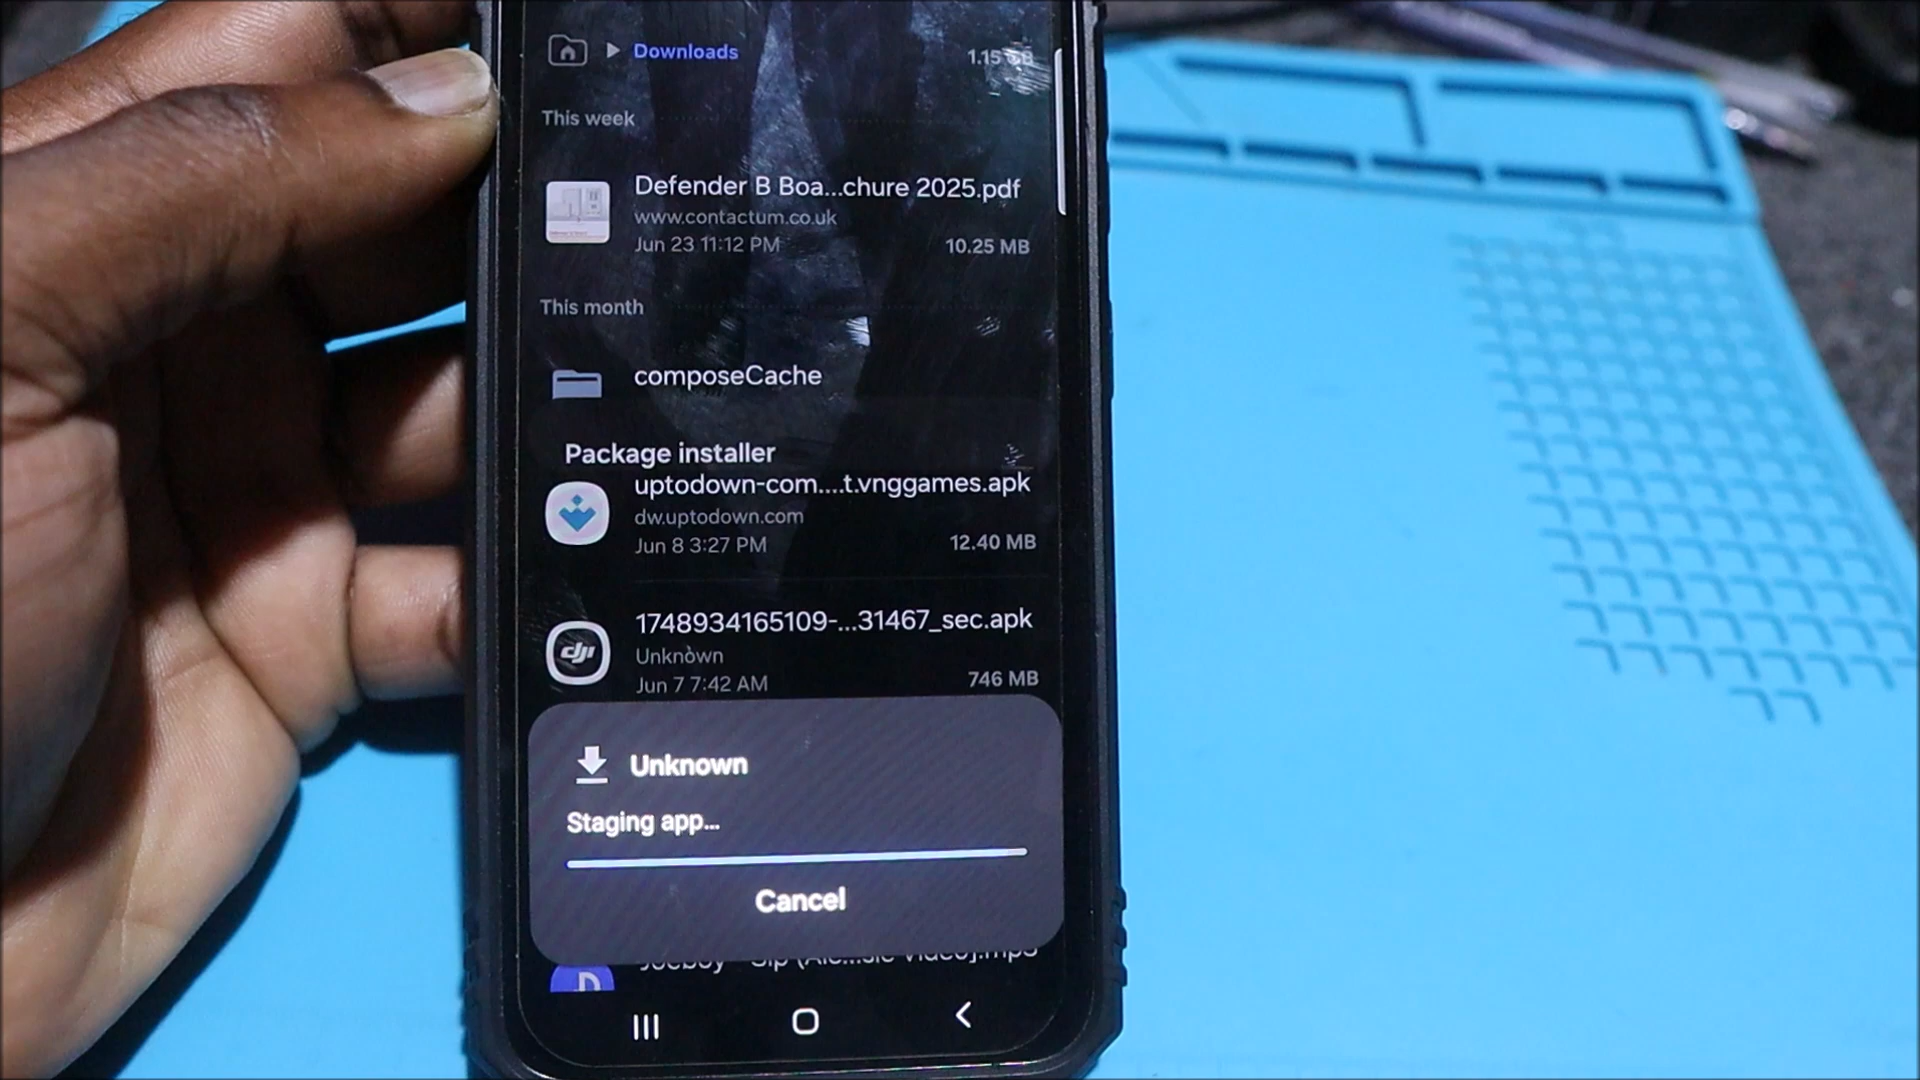 Downloads
1.15 GB
This week
Defender B Boa...chure 2025.pdf
www.contactum.co.uk
Jun 23 11:12 PM
10.25 MB
This month
composeCache
Package installer
uptodown-com....t.vnggames.apk
dw.uptodown.com
Jun 8 3:27 PM
12.40 MB
1748934165109-...31467_sec.apk
dji
Unknown
Jun 7 7:42 AM
746 MB
Unknown
Staging app...
Cancel